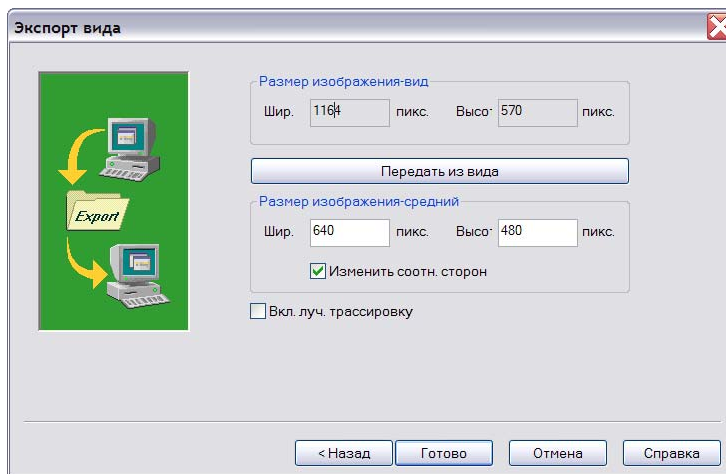 Экспорт вида
Размер изображения-вид
Шир. 1164 пикс. Высо 570 пикс.
Передать из вида
Export
Размер изображения-средний
Шир. 640 пикс. Высо 480 пикс.
Изменить соотн. сторон
Вкл. луч. трассировку
< Назад Готово Отмена Справка